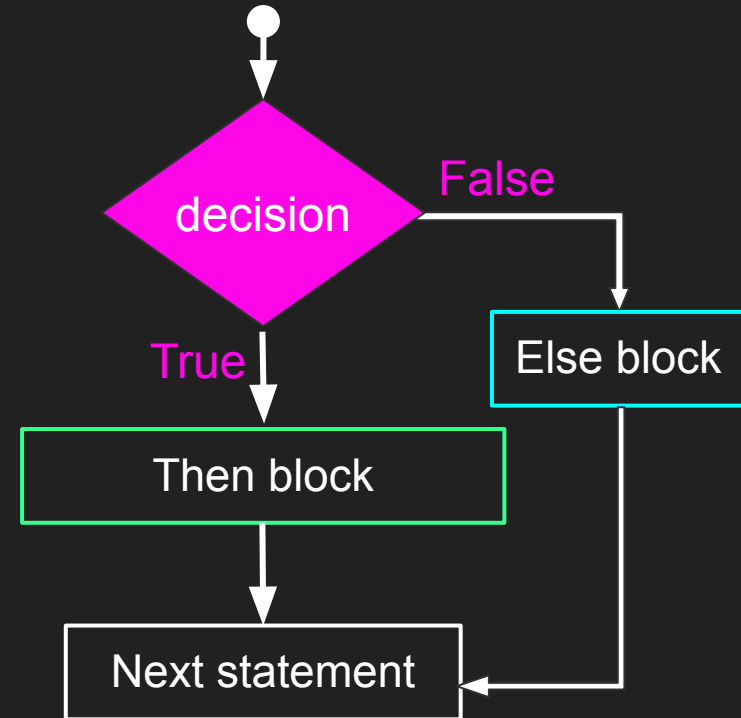 decision
False
True
Else block
Then block
Next statement